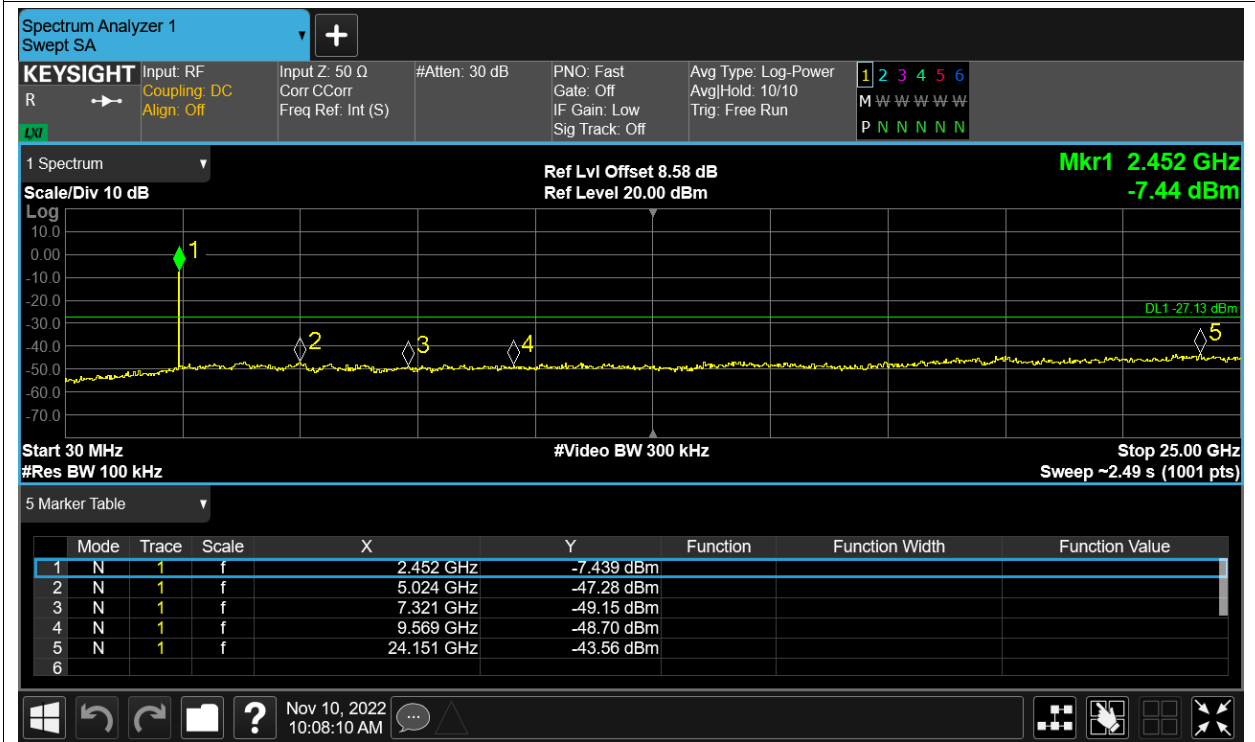 Spectrum Analyzer 1
Swept SA
+
KEYSIGHT
R
LXI
Input: RF
Coupling: DC
Align: Off
Input Z: 50 Ω
Corr CCorr
Freq Ref: Int (S)
#Atten: 30 dB
PNO: Fast
Gate: Off
IF Gain: Low
Sig Track: Off
Avg Type: Log-Power
Avg|Hold: 10/10
Trig: Free Run
1 2 3 4 5 6
M W W W W W
P N N N N N
1 Spectrum
Scale/Div 10 dB
Ref Lvl Offset 8.58 dB
Ref Level 20.00 dBm
Mkr1 2.452 GHz
-7.44 dBm
Log
10.0
0.00
-10.0
-20.0
-30.0
-40.0
-50.0
-60.0
-70.0
1
2
3
4
5
DL1 -27.13 dBm
Start 30 MHz
#Video BW 300 kHz
Stop 25.00 GHz
#Res BW 100 kHz
Sweep ~2.49 s (1001 pts)
5 Marker Table
Mode Trace Scale X Y Function Function Width Function Value
1 N 1 f 2.452 GHz -7.439 dBm
2 N 1 f 5.024 GHz -47.28 dBm
3 N 1 f 7.321 GHz -49.15 dBm
4 N 1 f 9.569 GHz -48.70 dBm
5 N 1 f 24.151 GHz -43.56 dBm
6
?
Nov 10, 2022
10:08:10 AM